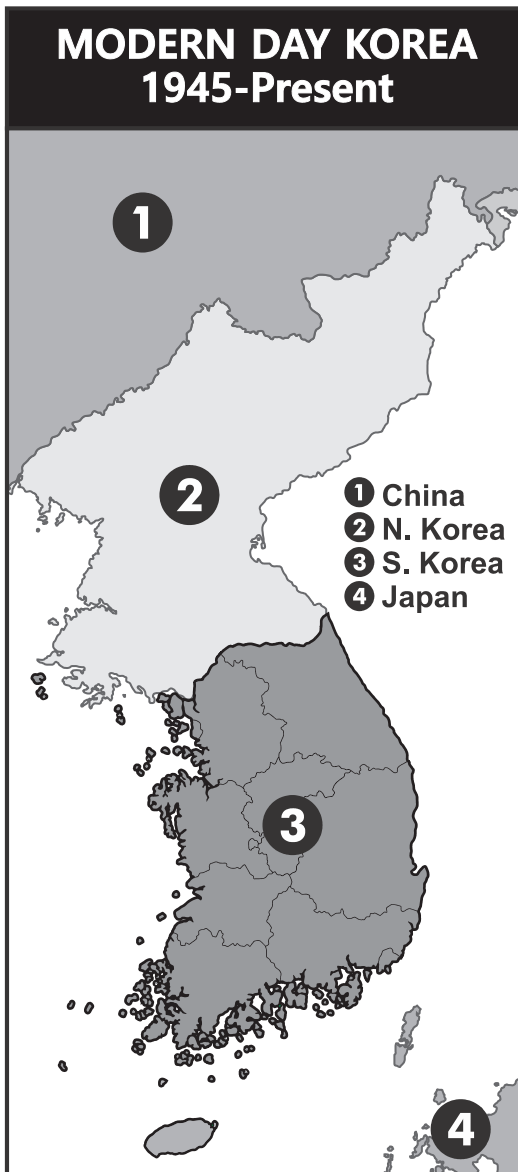 MODERN DAY KOREA
1945-Present
1
2
1 China
2 N. Korea
3 S. Korea
4 Japan
3
4